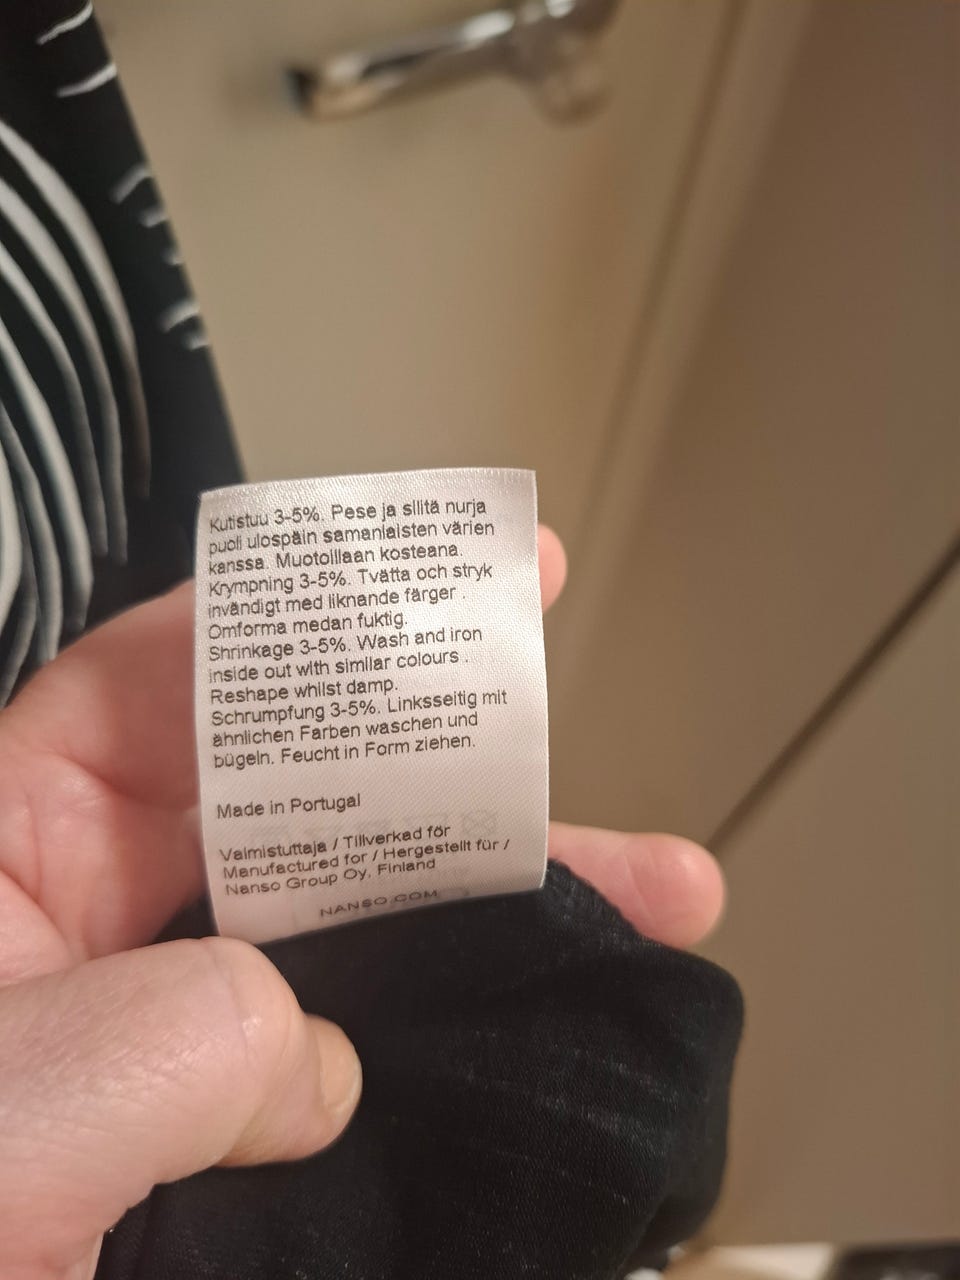 Kutistuu 3-5%. Pese ja silitä nurja
puoli ulospäin samanlaisten värien
kanssa. Muotoillaan kosteana.
Krympning 3-5%. Tvätta och stryk
invändigt med liknande färger .
Omforma medan fuktig.
Shrinkage 3-5%. Wash and iron
inside out with similar colours .
Reshape whilst damp.
Schrumpfung 3-5%. Linksseitig mit
ähnlichen Farben waschen und
bügeln. Feucht in Form ziehen.
Made in Portugal
Valmistuttaja / Tillverkad för
Manufactured for / Hergestellt für /
Nanso Group Oy, Finland
NANSO.COM